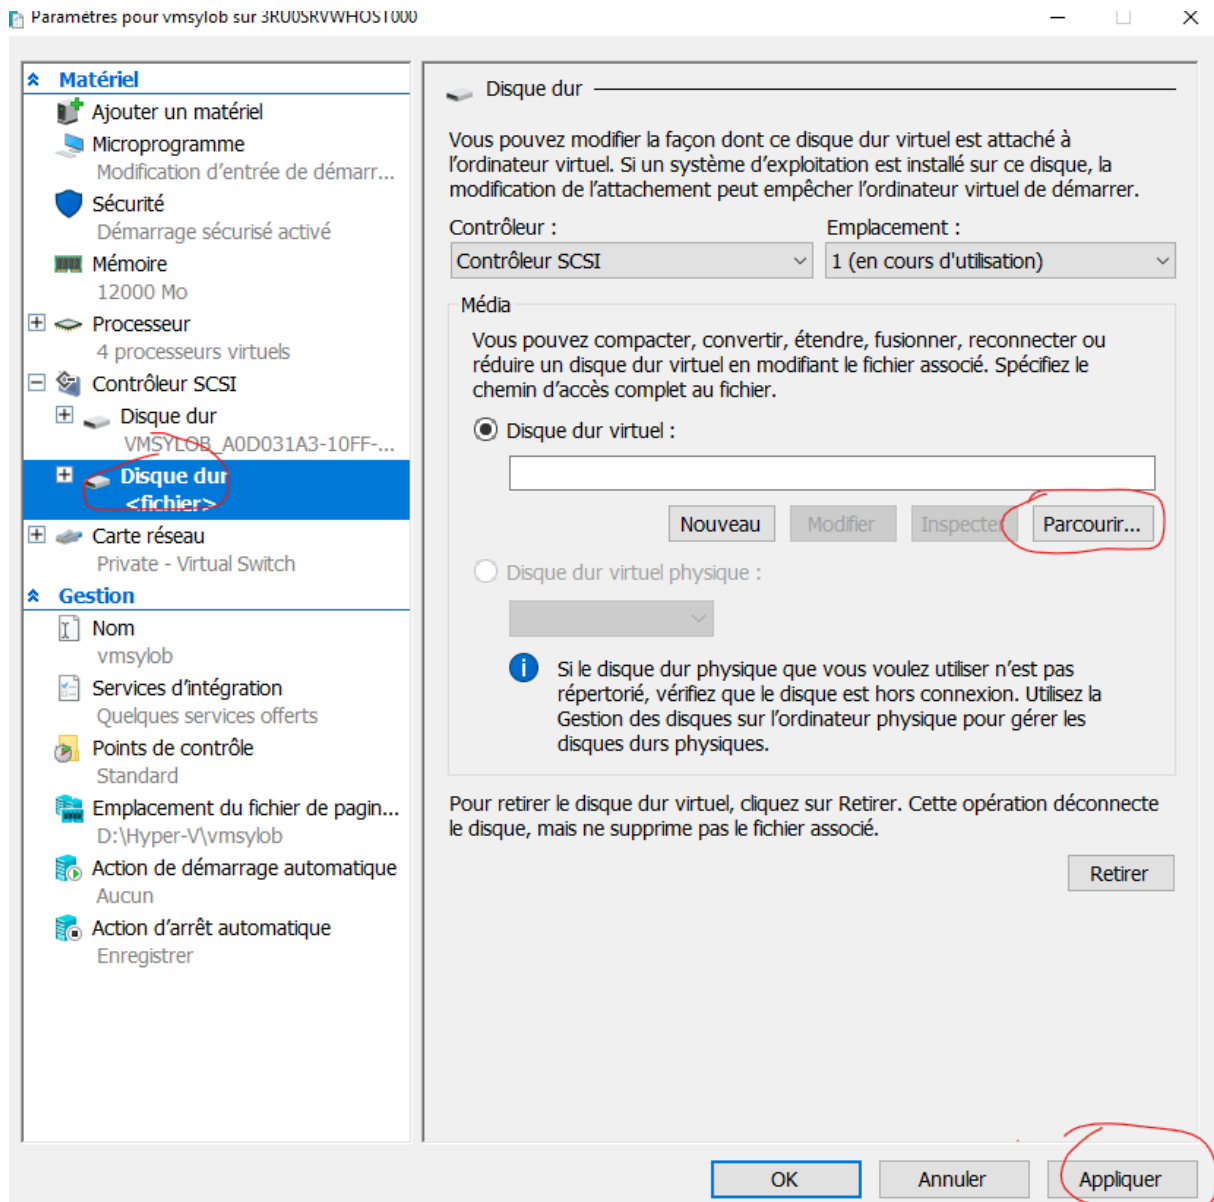 Paramètres pour vmsylob sur 3RU0SRVWHOST000
Matériel
Ajouter un matériel
Microprogramme
Modification d'entrée de démarr...
Sécurité
Démarrage sécurisé activé
Mémoire
12000 Mo
Processeur
4 processeurs virtuels
Contrôleur SCSI
Disque dur
VMSYLOB_A0D031A3-10FF-...
Disque dur
<fichier>
Carte réseau
Private - Virtual Switch
Gestion
Nom
vmsylob
Services d'intégration
Quelques services offerts
Points de contrôle
Standard
Emplacement du fichier de pagin...
D:\Hyper-V\vmsylob
Action de démarrage automatique
Aucun
Action d'arrêt automatique
Enregistrer
Disque dur
Vous pouvez modifier la façon dont ce disque dur virtuel est attaché à
l'ordinateur virtuel. Si un système d'exploitation est installé sur ce disque, la
modification de l'attachement peut empêcher l'ordinateur virtuel de démarrer.
Contrôleur : Emplacement :
Contrôleur SCSI 1 (en cours d'utilisation)
Média
Vous pouvez compacter, convertir, étendre, fusionner, reconnecter ou
réduire un disque dur virtuel en modifiant le fichier associé. Spécifiez le
chemin d'accès complet au fichier.
Disque dur virtuel :
Nouveau Modifier Inspecter Parcourir...
Disque dur virtuel physique :
Si le disque dur physique que vous voulez utiliser n'est pas
répertorié, vérifiez que le disque est hors connexion. Utilisez la
Gestion des disques sur l'ordinateur physique pour gérer les
disques durs physiques.
Pour retirer le disque dur virtuel, cliquez sur Retirer. Cette opération déconnecte
le disque, mais ne supprime pas le fichier associé.
Retirer
OK Annuler Appliquer